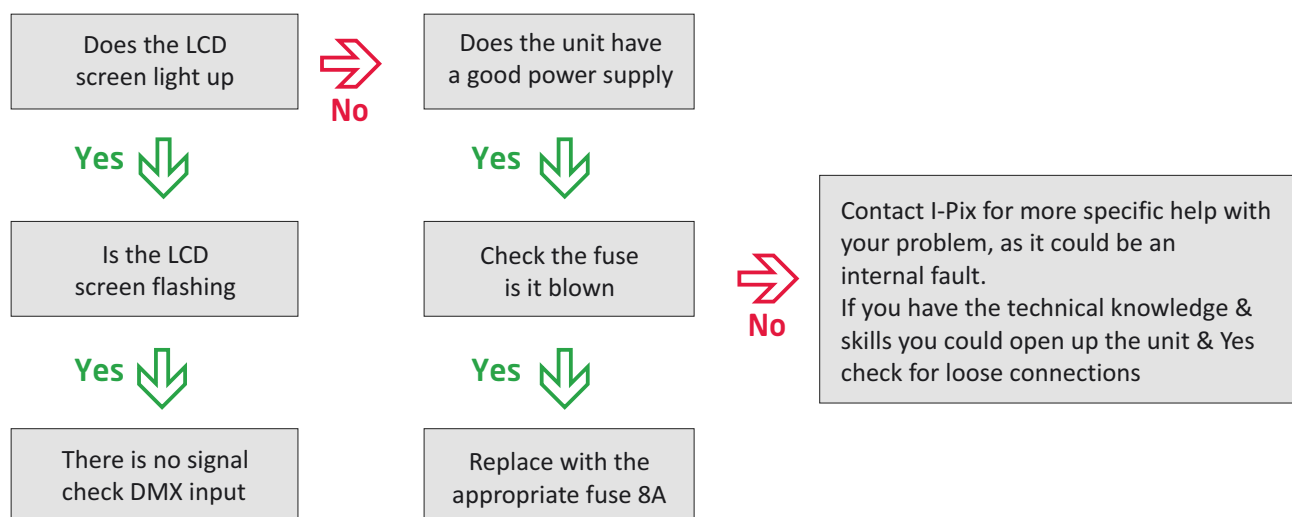 Does the LCD
screen light up
No
Does the unit have
a good power supply
Yes
Yes
Is the LCD
screen flashing
Check the fuse
is it blown
No
Contact I-Pix for more specific help with
your problem, as it could be an
internal fault.
If you have the technical knowledge &
skills you could open up the unit & Yes
check for loose connections
Yes
Yes
There is no signal
check DMX input
Replace with the
appropriate fuse 8A